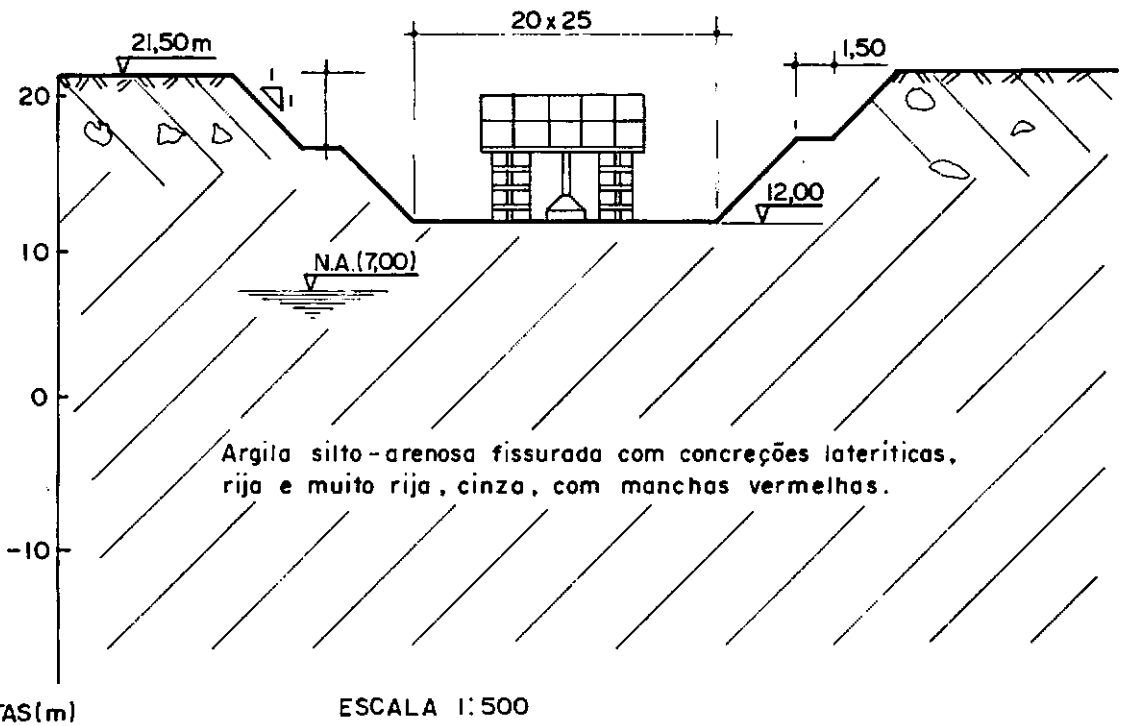 20 x 25
21,50 m
1,50
1
1
20
12,00
10
N.A.(7,00)
0
Argila silto-arenosa fissurada com concreções lateríticas,
rija e muito rija, cinza, com manchas vermelhas.
-10
TAS(m)
ESCALA 1:500